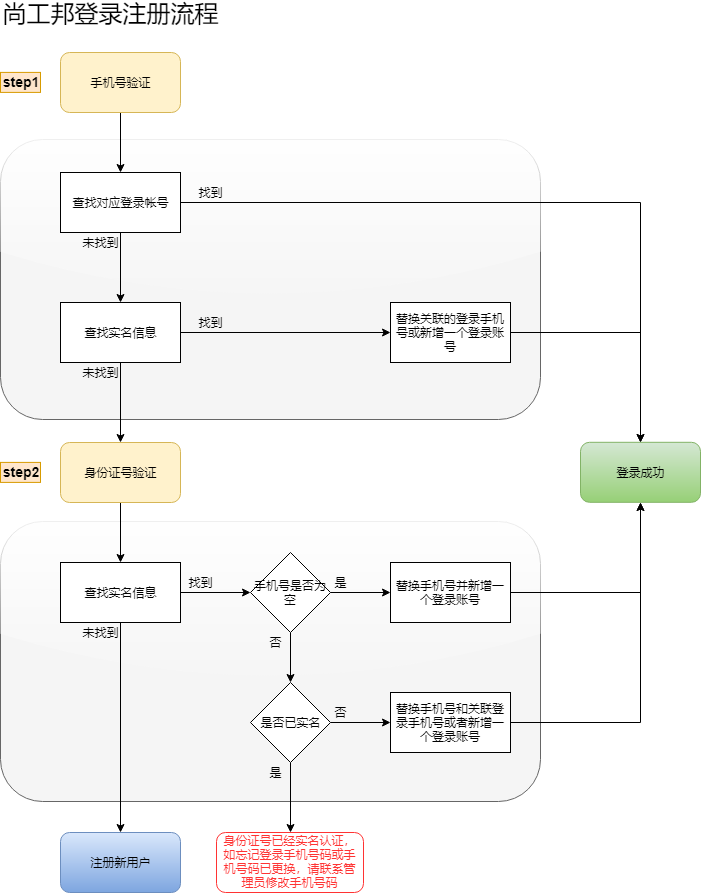 尚工邦登录注册流程
step1
手机号验证
查找对应登录帐号
找到
未找到
查找实名信息
找到
替换关联的登录手机
号或新增一个登录账
号
未找到
step2
身份证号验证
登录成功
查找实名信息
找到
手机号是否为
空
是
替换手机号并新增一
个登录账号
未找到
否
是否已实名
否
替换手机号和关联登
录手机号或者新增一
个登录账号
是
注册新用户
身份证号已经实名认证，
如忘记登录手机号码或手
机号码已更换，请联系管
理员修改手机号码